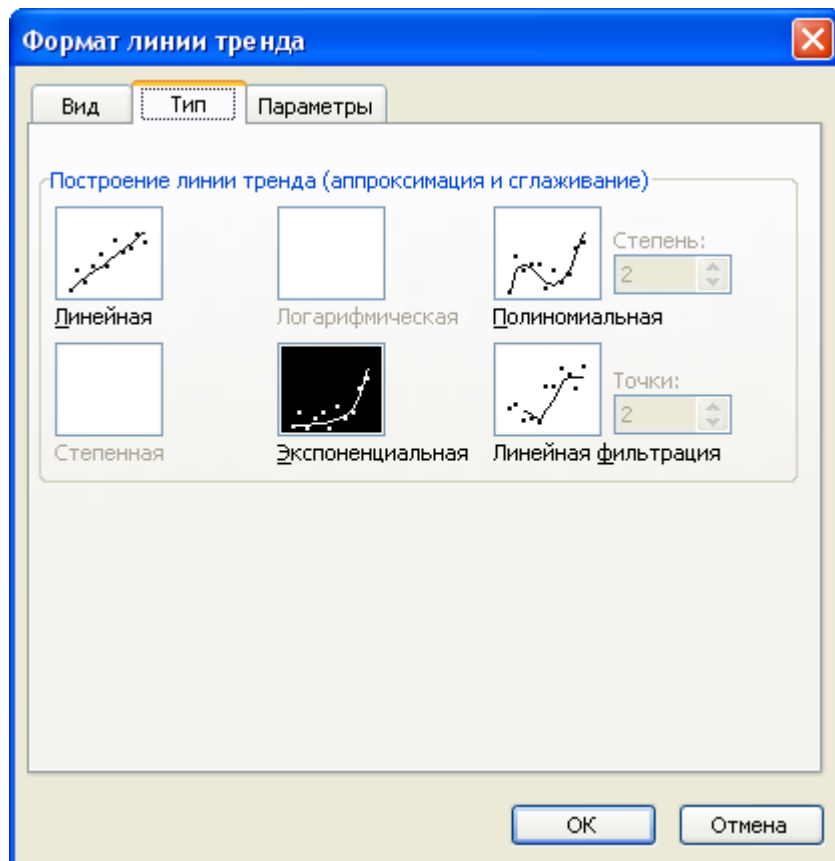 Формат линии тренда
Вид Тип Параметры
Построение линии тренда (аппроксимация и сглаживание)
Степень:
2
Линейная Логарифмическая Полиномиальная
Точки:
2
Степенная Экспоненциальная Линейная фильтрация
ОК Отмена